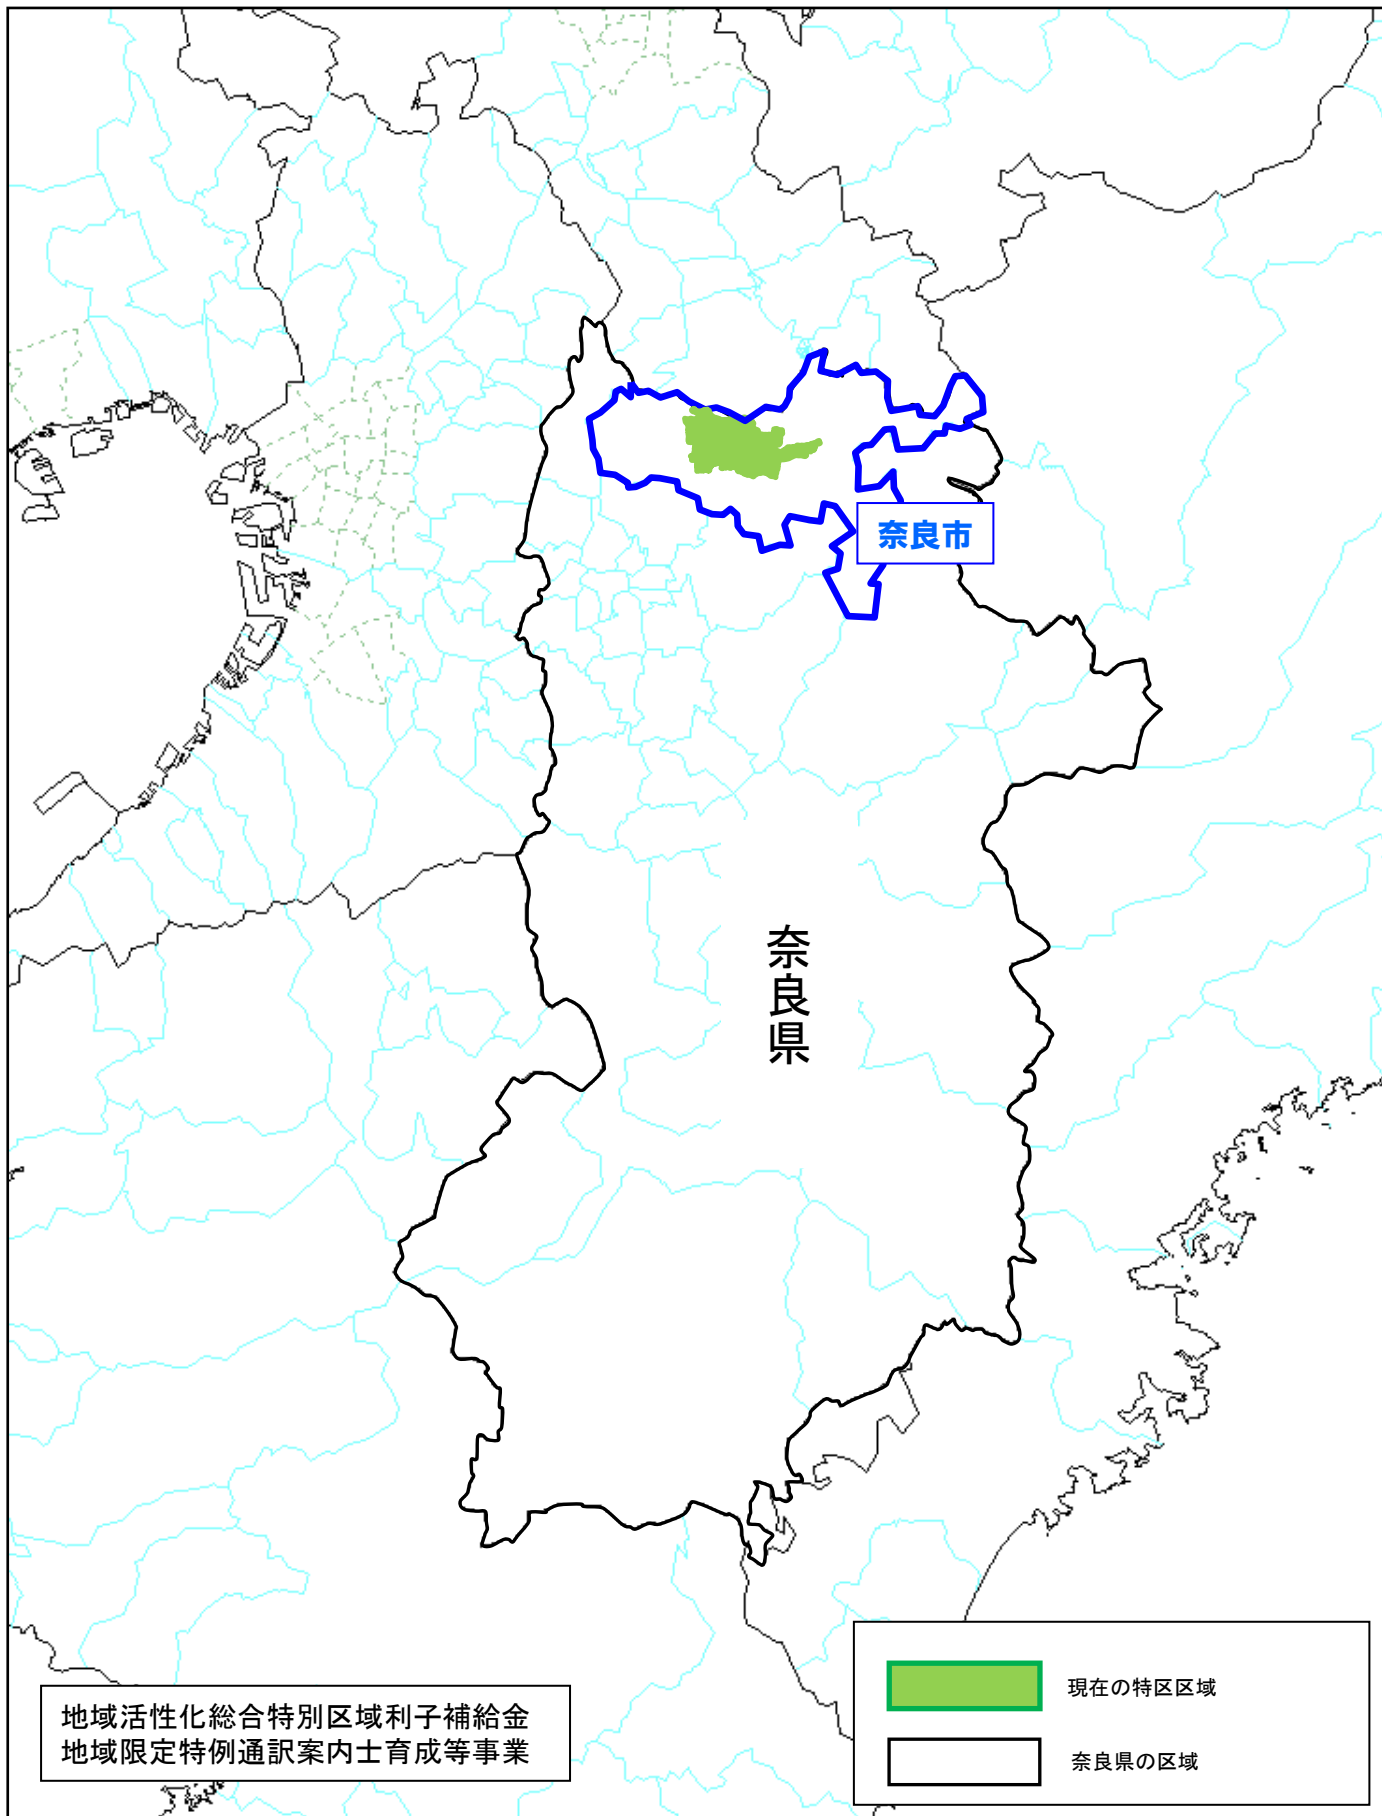 奈良市
奈良県
現在の特区区域
奈良県の区域
地域活性化総合特別区域利子補給金
地域限定特例通訳案内士育成等事業